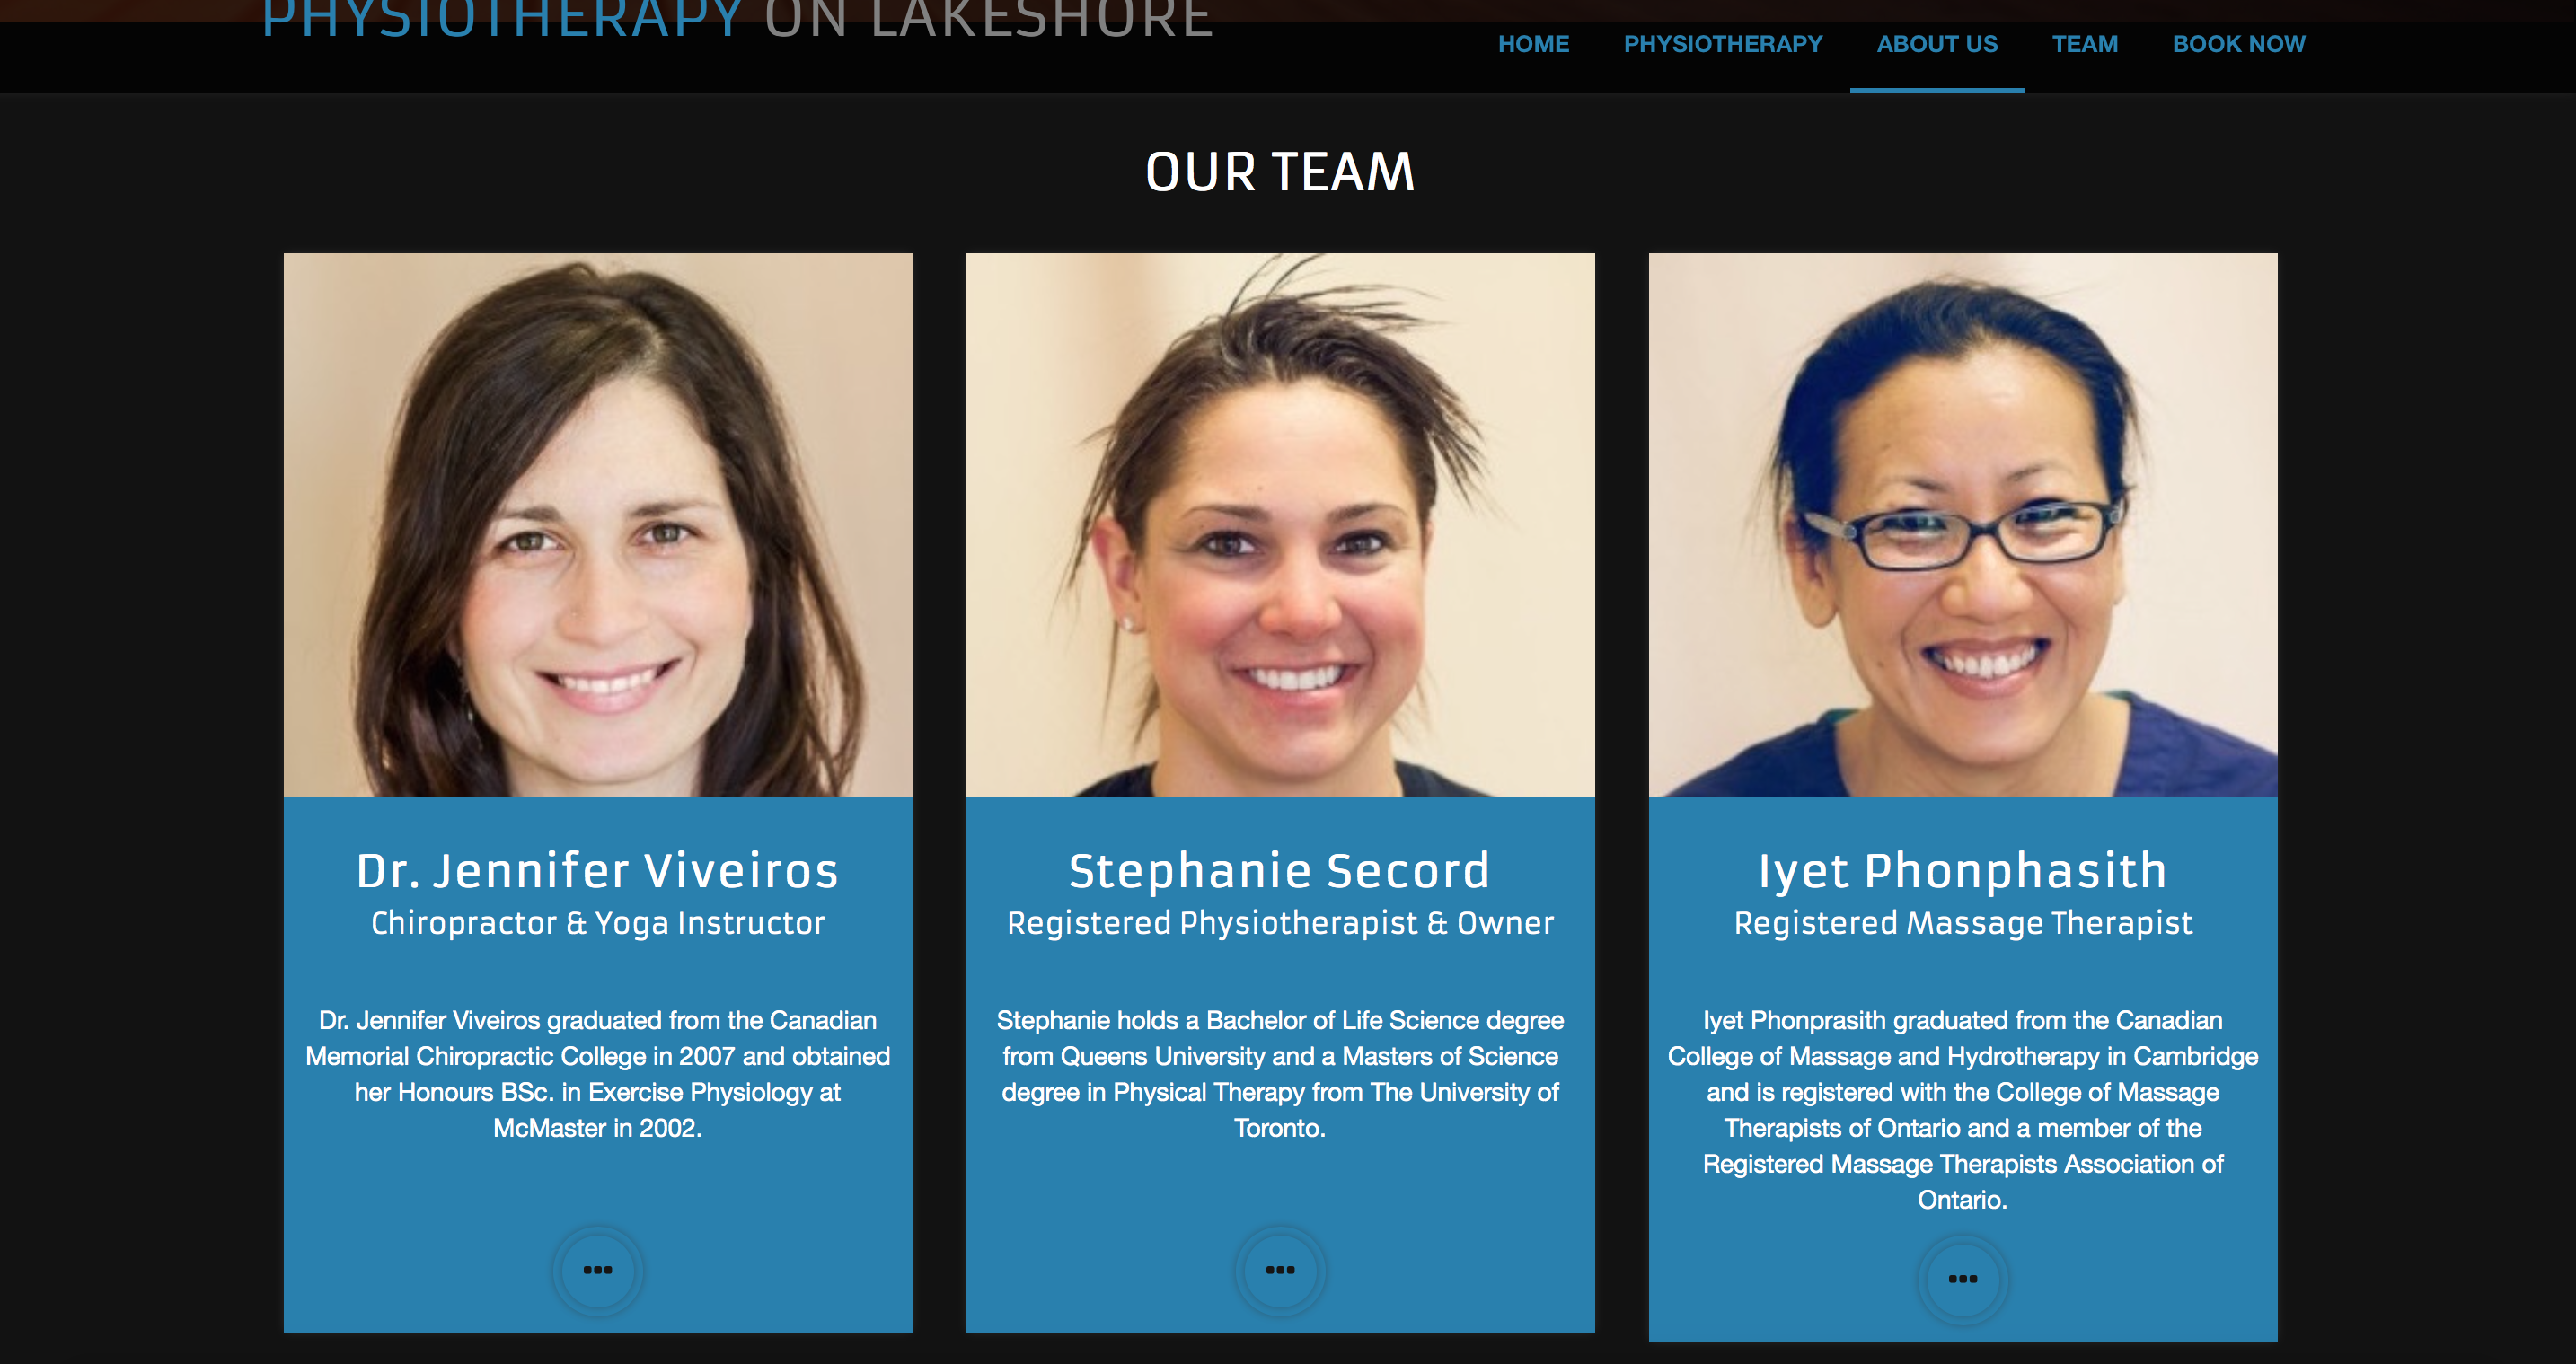 PHYSIOTHERAPY ON LAKESHORE
HOME PHYSIOTHERAPY ABOUT US TEAM BOOK NOW
OUR TEAM
Dr. Jennifer Viveiros
Chiropractor & Yoga Instructor
Dr. Jennifer Viveiros graduated from the Canadian
Memorial Chiropractic College in 2007 and obtained
her Honours BSc. in Exercise Physiology at
McMaster in 2002.
Stephanie Secord
Registered Physiotherapist & Owner
Stephanie holds a Bachelor of Life Science degree
from Queens University and a Masters of Science
degree in Physical Therapy from The University of
Toronto.
Iyet Phonphasith
Registered Massage Therapist
Iyet Phonprasith graduated from the Canadian
College of Massage and Hydrotherapy in Cambridge
and is registered with the College of Massage
Therapists of Ontario and a member of the
Registered Massage Therapists Association of
Ontario.